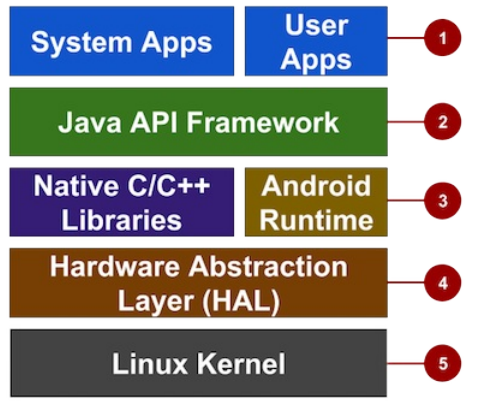 System Apps
User
Apps
1
Java API Framework
2
Native C/C++
Libraries
Android
Runtime
3
Hardware Abstraction
Layer (HAL)
4
Linux Kernel
5